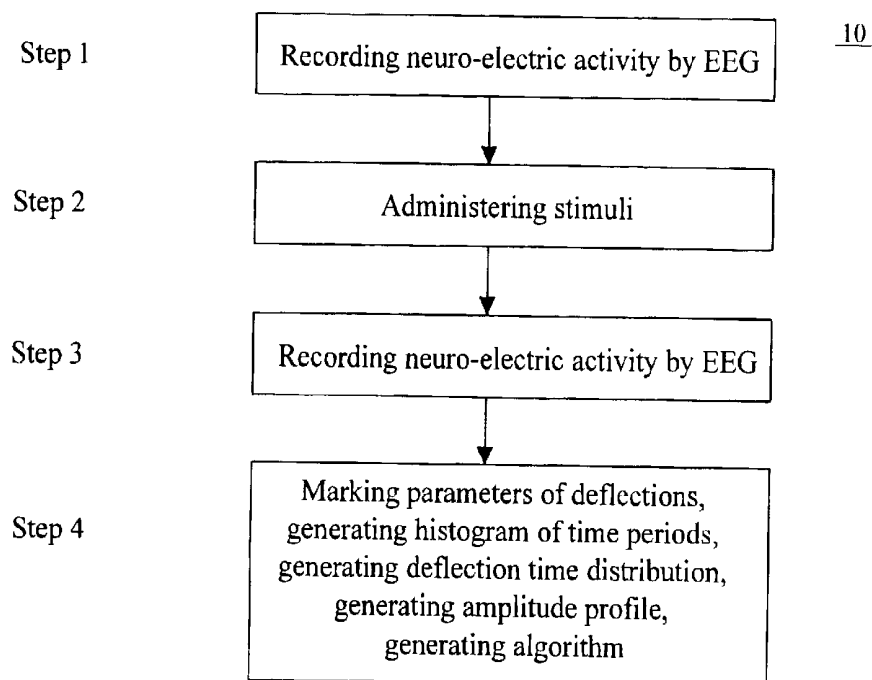 10
Step 1
Recording neuro-electric activity by EEG
Step 2
Administering stimuli
Step 3
Recording neuro-electric activity by EEG
Step 4
Marking parameters of deflections,
generating histogram of time periods,
generating deflection time distribution,
generating amplitude profile,
generating algorithm